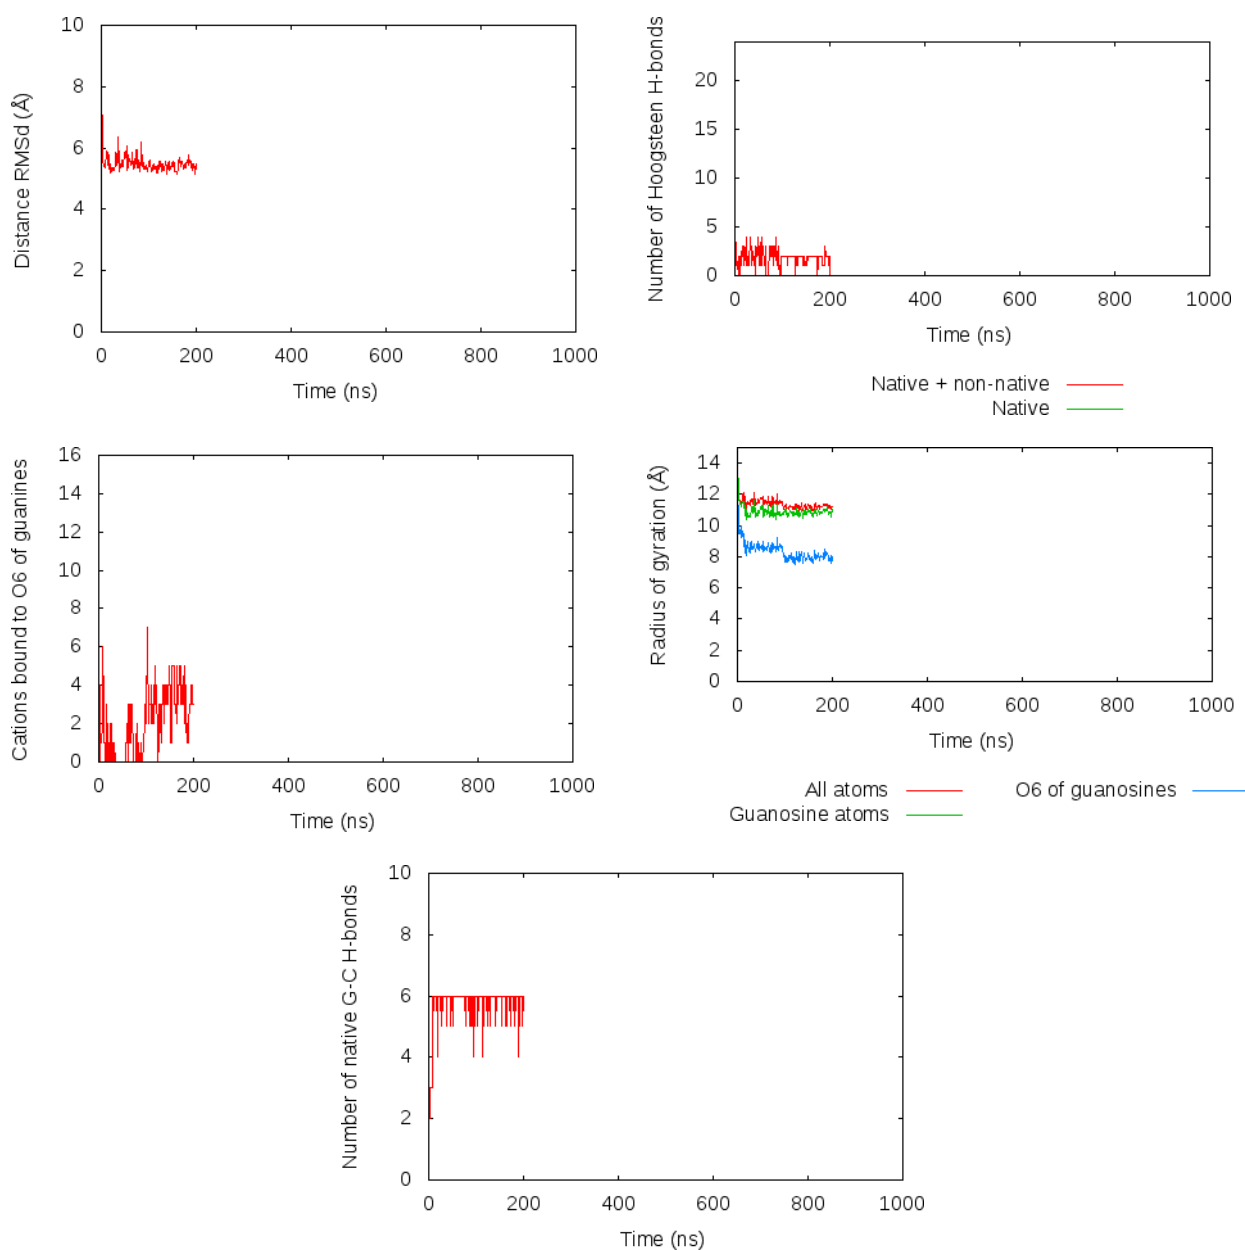 Distance RMSd (Å)
10
8
6
4
2
0
0 200 400 600 800 1000
Time (ns)
Number of Hoogsteen H-bonds
20
15
10
5
0
0 200 400 600 800 1000
Time (ns)
Native + non-native
Native
Cations bound to O6 of guanines
16
14
12
10
8
6
4
2
0
0 200 400 600 800 1000
Time (ns)
Radius of gyration (Å)
14
12
10
8
6
4
2
0
0 200 400 600 800 1000
Time (ns)
All atoms
O6 of guanosines
Guanosine atoms
Number of native G-C H-bonds
10
8
6
4
2
0
0 200 400 600 800 1000
Time (ns)